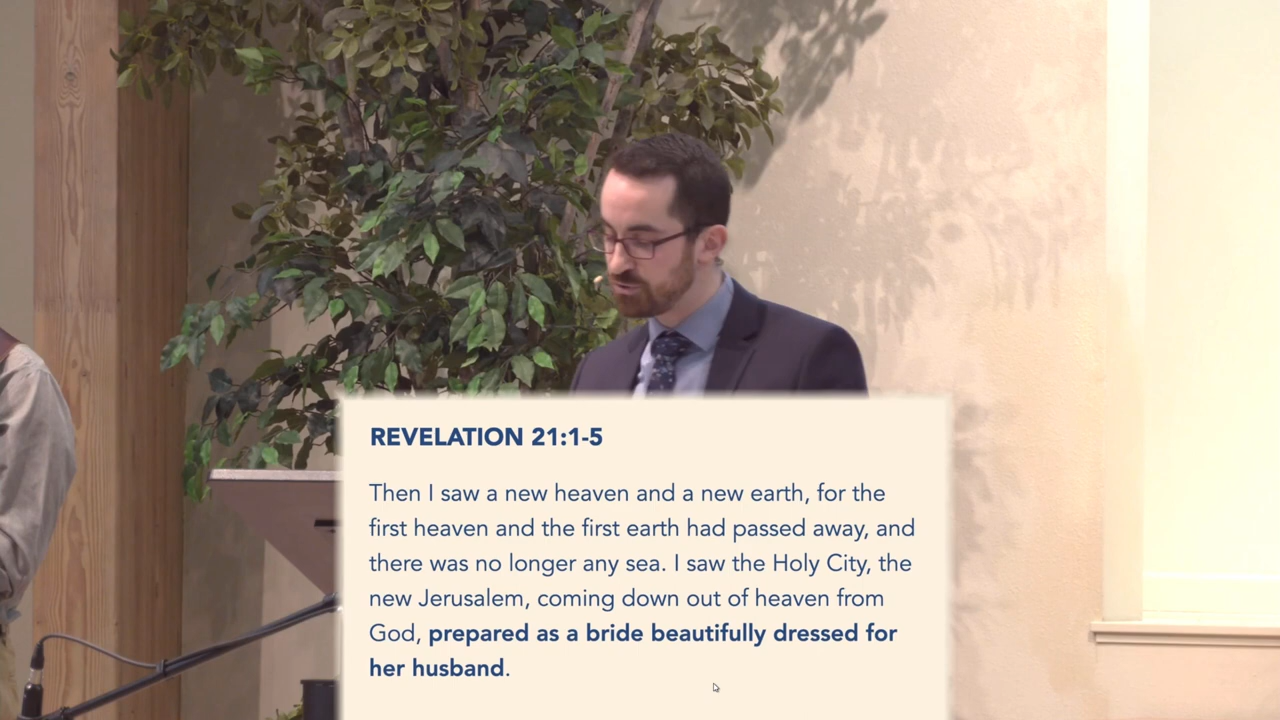 REVELATION 21:1-5
Then I saw a new heaven and a new earth, for the
first heaven and the first earth had passed away, and
there was no longer any sea. I saw the Holy City, the
new Jerusalem, coming down out of heaven from
God, prepared as a bride beautifully dressed for
her husband.